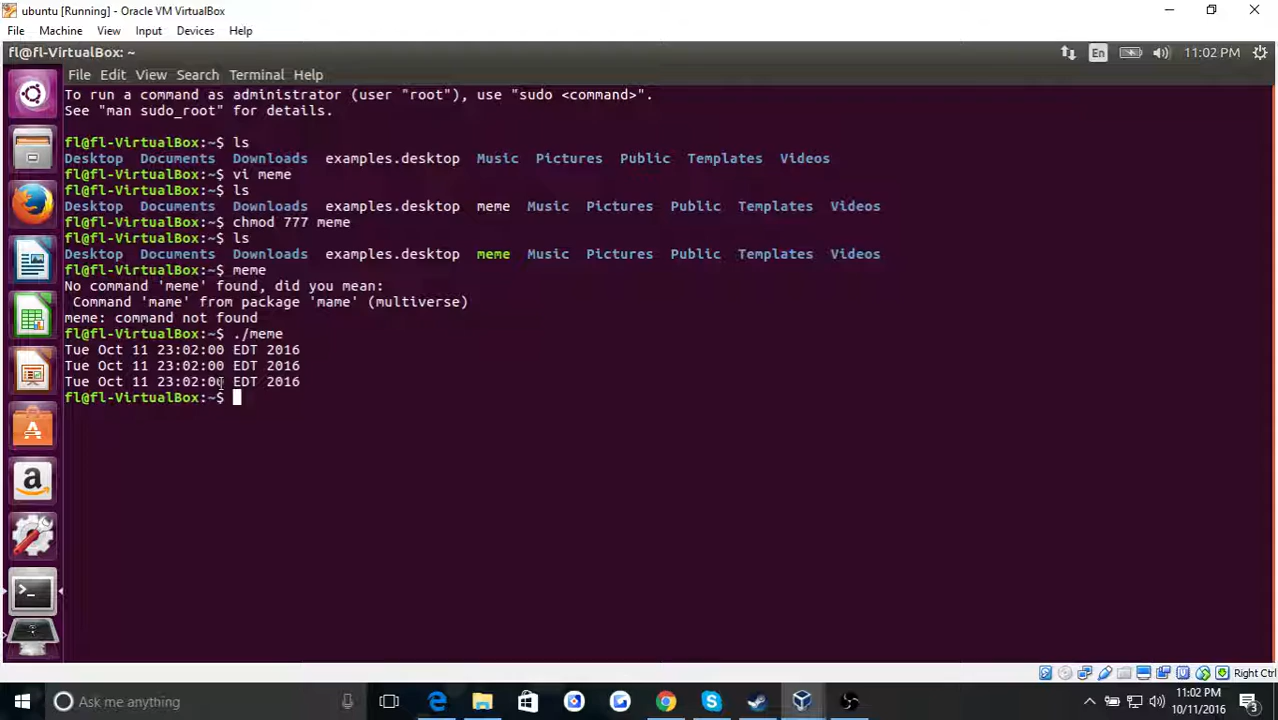 ubuntu [Running] - Oracle VM VirtualBox
File Machine View Input Devices Help
fl@fl-VirtualBox: ~ En 11:02 PM
File Edit View Search Terminal Help
To run a command as administrator (user "root"), use "sudo <command>".
See "man sudo_root" for details.
fl@fl-VirtualBox:~$ ls
Desktop Documents Downloads examples.desktop Music Pictures Public Templates Videos
fl@fl-VirtualBox:~$ vi meme
fl@fl-VirtualBox:~$ ls
Desktop Documents Downloads examples.desktop meme Music Pictures Public Templates Videos
fl@fl-VirtualBox:~$ chmod 777 meme
fl@fl-VirtualBox:~$ ls
Desktop Documents Downloads examples.desktop meme Music Pictures Public Templates Videos
fl@fl-VirtualBox:~$ meme
No command 'meme' found, did you mean:
 Command 'mame' from package 'mame' (multiverse)
meme: command not found
fl@fl-VirtualBox:~$ ./meme
Tue Oct 11 23:02:00 EDT 2016
Tue Oct 11 23:02:00 EDT 2016
Tue Oct 11 23:02:00 EDT 2016
fl@fl-VirtualBox:~$
Right Ctrl
Ask me anything
11:02 PM
10/11/2016
3